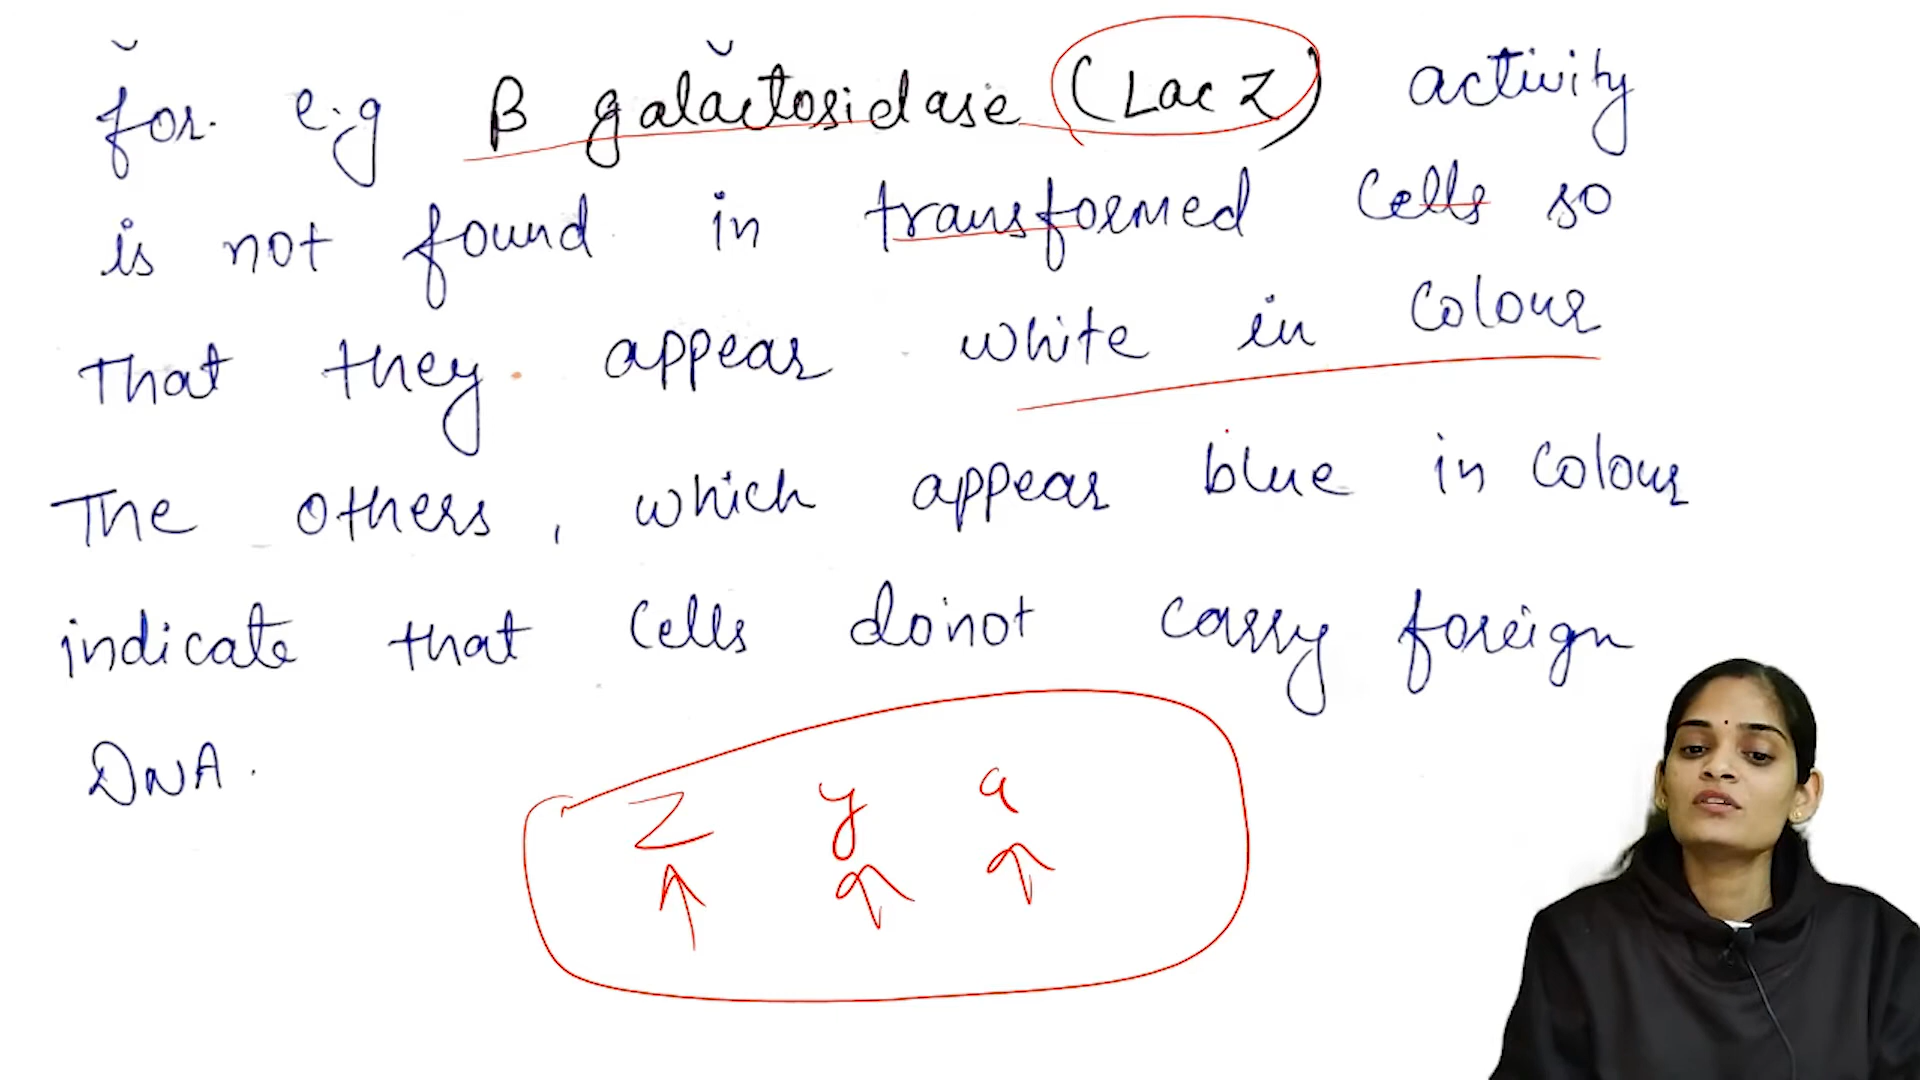 for e.g β galactosidase (Lac Z) activity
is not found in transformed cells so
That they appear white in colour
The others, which appear blue in colour
indicate that cells donot carry foreign
DNA.
Z y a